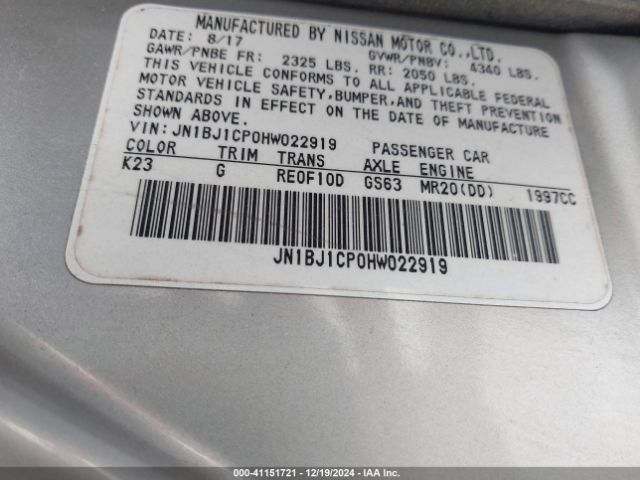 MANUFACTURED BY NISSAN MOTOR CO.,LTD.
DATE: 8/17 GVWR/PNBV: 4340 LBS.
GAWR/PNBE FR: 2325 LBS. RR: 2050 LBS.
THIS VEHICLE CONFORMS TO ALL APPLICABLE FEDERAL
MOTOR VEHICLE SAFETY,BUMPER,AND THEFT PREVENTION
STANDARDS IN EFFECT ON THE DATE OF MANUFACTURE
SHOWN ABOVE.
VIN: JN1BJ1CP0HW022919 PASSENGER CAR
COLOR TRIM TRANS AXLE ENGINE
K23 G RE0F10D GS63 MR20(DD) 1997CC
JN1BJ1CP0HW022919
000-41151721 - 12/19/2024 - IAA Inc.